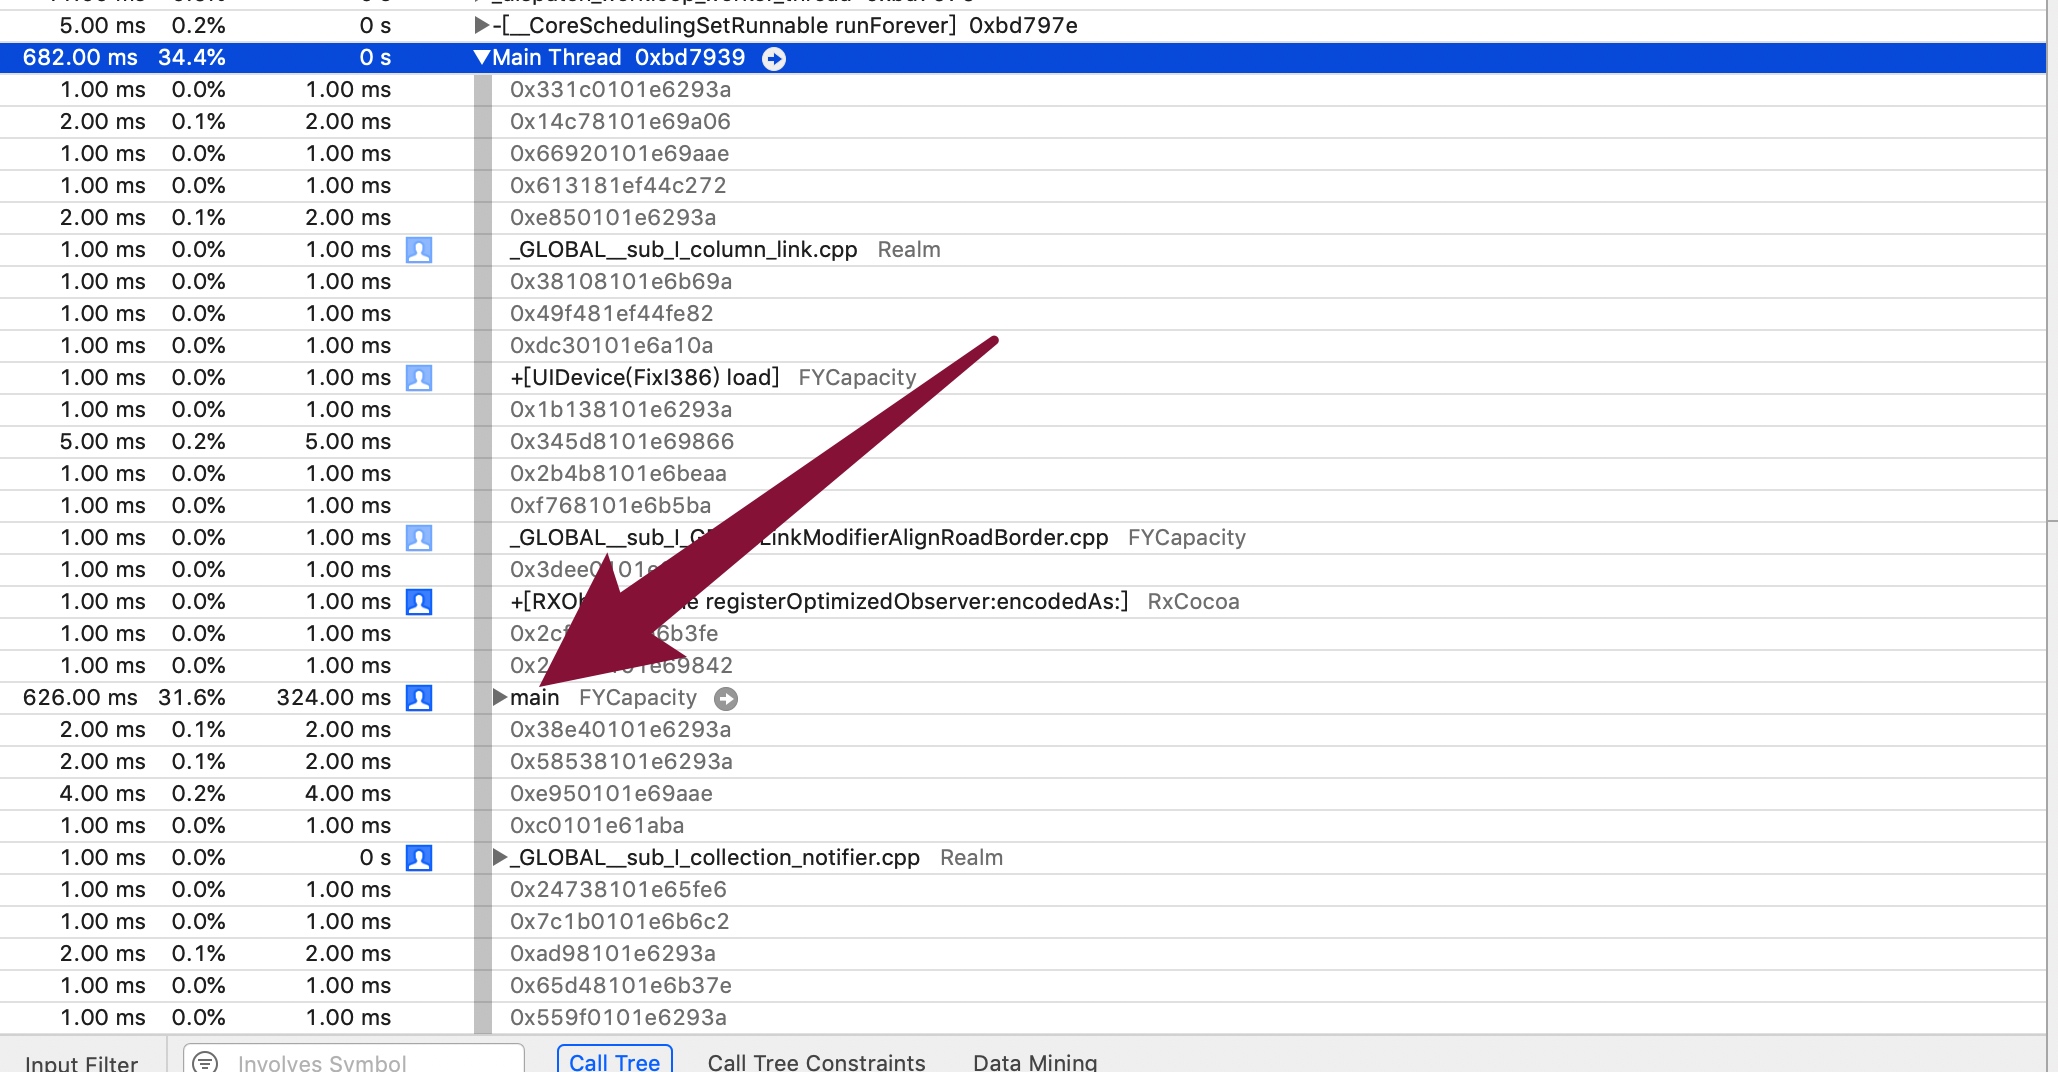 5.00 ms 0.2% 0 s -[__CoreSchedulingSetRunnable runForever] 0xbd797e
682.00 ms 34.4% 0 s Main Thread 0xbd7939
1.00 ms 0.0% 1.00 ms 0x331c0101e6293a
2.00 ms 0.1% 2.00 ms 0x14c78101e69a06
1.00 ms 0.0% 1.00 ms 0x66920101e69aae
1.00 ms 0.0% 1.00 ms 0x613181ef44c272
2.00 ms 0.1% 2.00 ms 0xe850101e6293a
1.00 ms 0.0% 1.00 ms _GLOBAL__sub_I_column_link.cpp Realm
1.00 ms 0.0% 1.00 ms 0x38108101e6b69a
1.00 ms 0.0% 1.00 ms 0x49f481ef44fe82
1.00 ms 0.0% 1.00 ms 0xdc30101e6a10a
1.00 ms 0.0% 1.00 ms +[UIDevice(FixI386) load] FYCapacity
1.00 ms 0.0% 1.00 ms 0x1b138101e6293a
5.00 ms 0.2% 5.00 ms 0x345d8101e69866
1.00 ms 0.0% 1.00 ms 0x2b4b8101e6beaa
1.00 ms 0.0% 1.00 ms 0xf768101e6b5ba
1.00 ms 0.0% 1.00 ms FYCapacity
1.00 ms 0.0% 1.00 ms
1.00 ms 0.0% 1.00 ms registerOptimizedObserver:encodedAs:] RxCocoa
1.00 ms 0.0% 1.00 ms
1.00 ms 0.0% 1.00 ms
626.00 ms 31.6% 324.00 ms main FYCapacity
2.00 ms 0.1% 2.00 ms 0x38e40101e6293a
2.00 ms 0.1% 2.00 ms 0x58538101e6293a
4.00 ms 0.2% 4.00 ms 0xe950101e69aae
1.00 ms 0.0% 1.00 ms 0xc0101e61aba
1.00 ms 0.0% 0 s _GLOBAL__sub_I_collection_notifier.cpp Realm
1.00 ms 0.0% 1.00 ms 0x24738101e65fe6
1.00 ms 0.0% 1.00 ms 0x7c1b0101e6b6c2
2.00 ms 0.1% 2.00 ms 0xad98101e6293a
1.00 ms 0.0% 1.00 ms 0x65d48101e6b37e
1.00 ms 0.0% 1.00 ms 0x559f0101e6293a
Input Filter Involves Symbol Call Tree Call Tree Constraints Data Mining